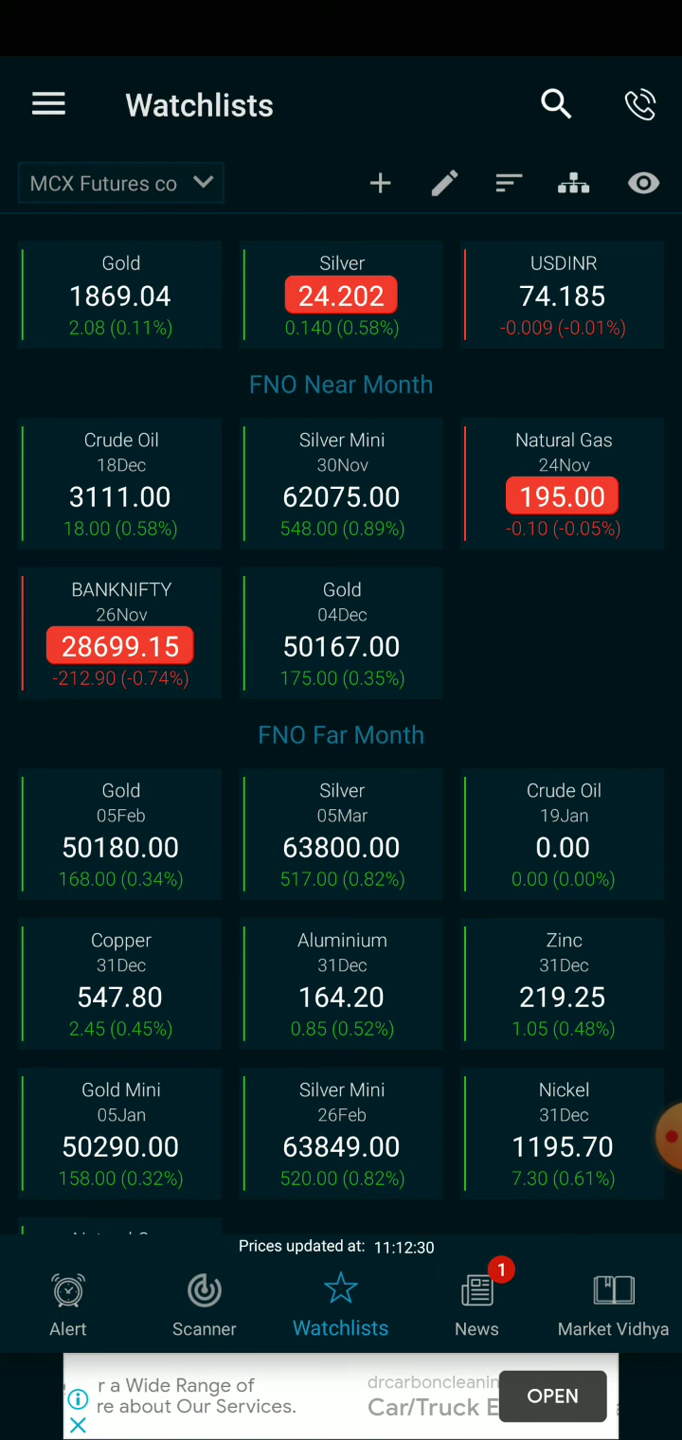 Watchlists
MCX Futures co
Gold
1869.04
2.08 (0.11%)
Silver
24.202
0.140 (0.58%)
USDINR
74.185
-0.009 (-0.01%)
FNO Near Month
Crude Oil
18Dec
3111.00
18.00 (0.58%)
Silver Mini
30Nov
62075.00
548.00 (0.89%)
Natural Gas
24Nov
195.00
-0.10 (-0.05%)
BANKNIFTY
26Nov
28699.15
-212.90 (-0.74%)
Gold
04Dec
50167.00
175.00 (0.35%)
FNO Far Month
Gold
05Feb
50180.00
168.00 (0.34%)
Silver
05Mar
63800.00
517.00 (0.82%)
Crude Oil
19Jan
0.00
0.00 (0.00%)
Copper
31Dec
547.80
2.45 (0.45%)
Aluminium
31Dec
164.20
0.85 (0.52%)
Zinc
31Dec
219.25
1.05 (0.48%)
Gold Mini
05Jan
50290.00
158.00 (0.32%)
Silver Mini
26Feb
63849.00
520.00 (0.82%)
Nickel
31Dec
1195.70
7.30 (0.61%)
Prices updated at: 11:12:30
Alert
Scanner
Watchlists
1
News
Market Vidhya
r a Wide Range of
re about Our Services.
drcarboncleanin
Car/Truck E
OPEN